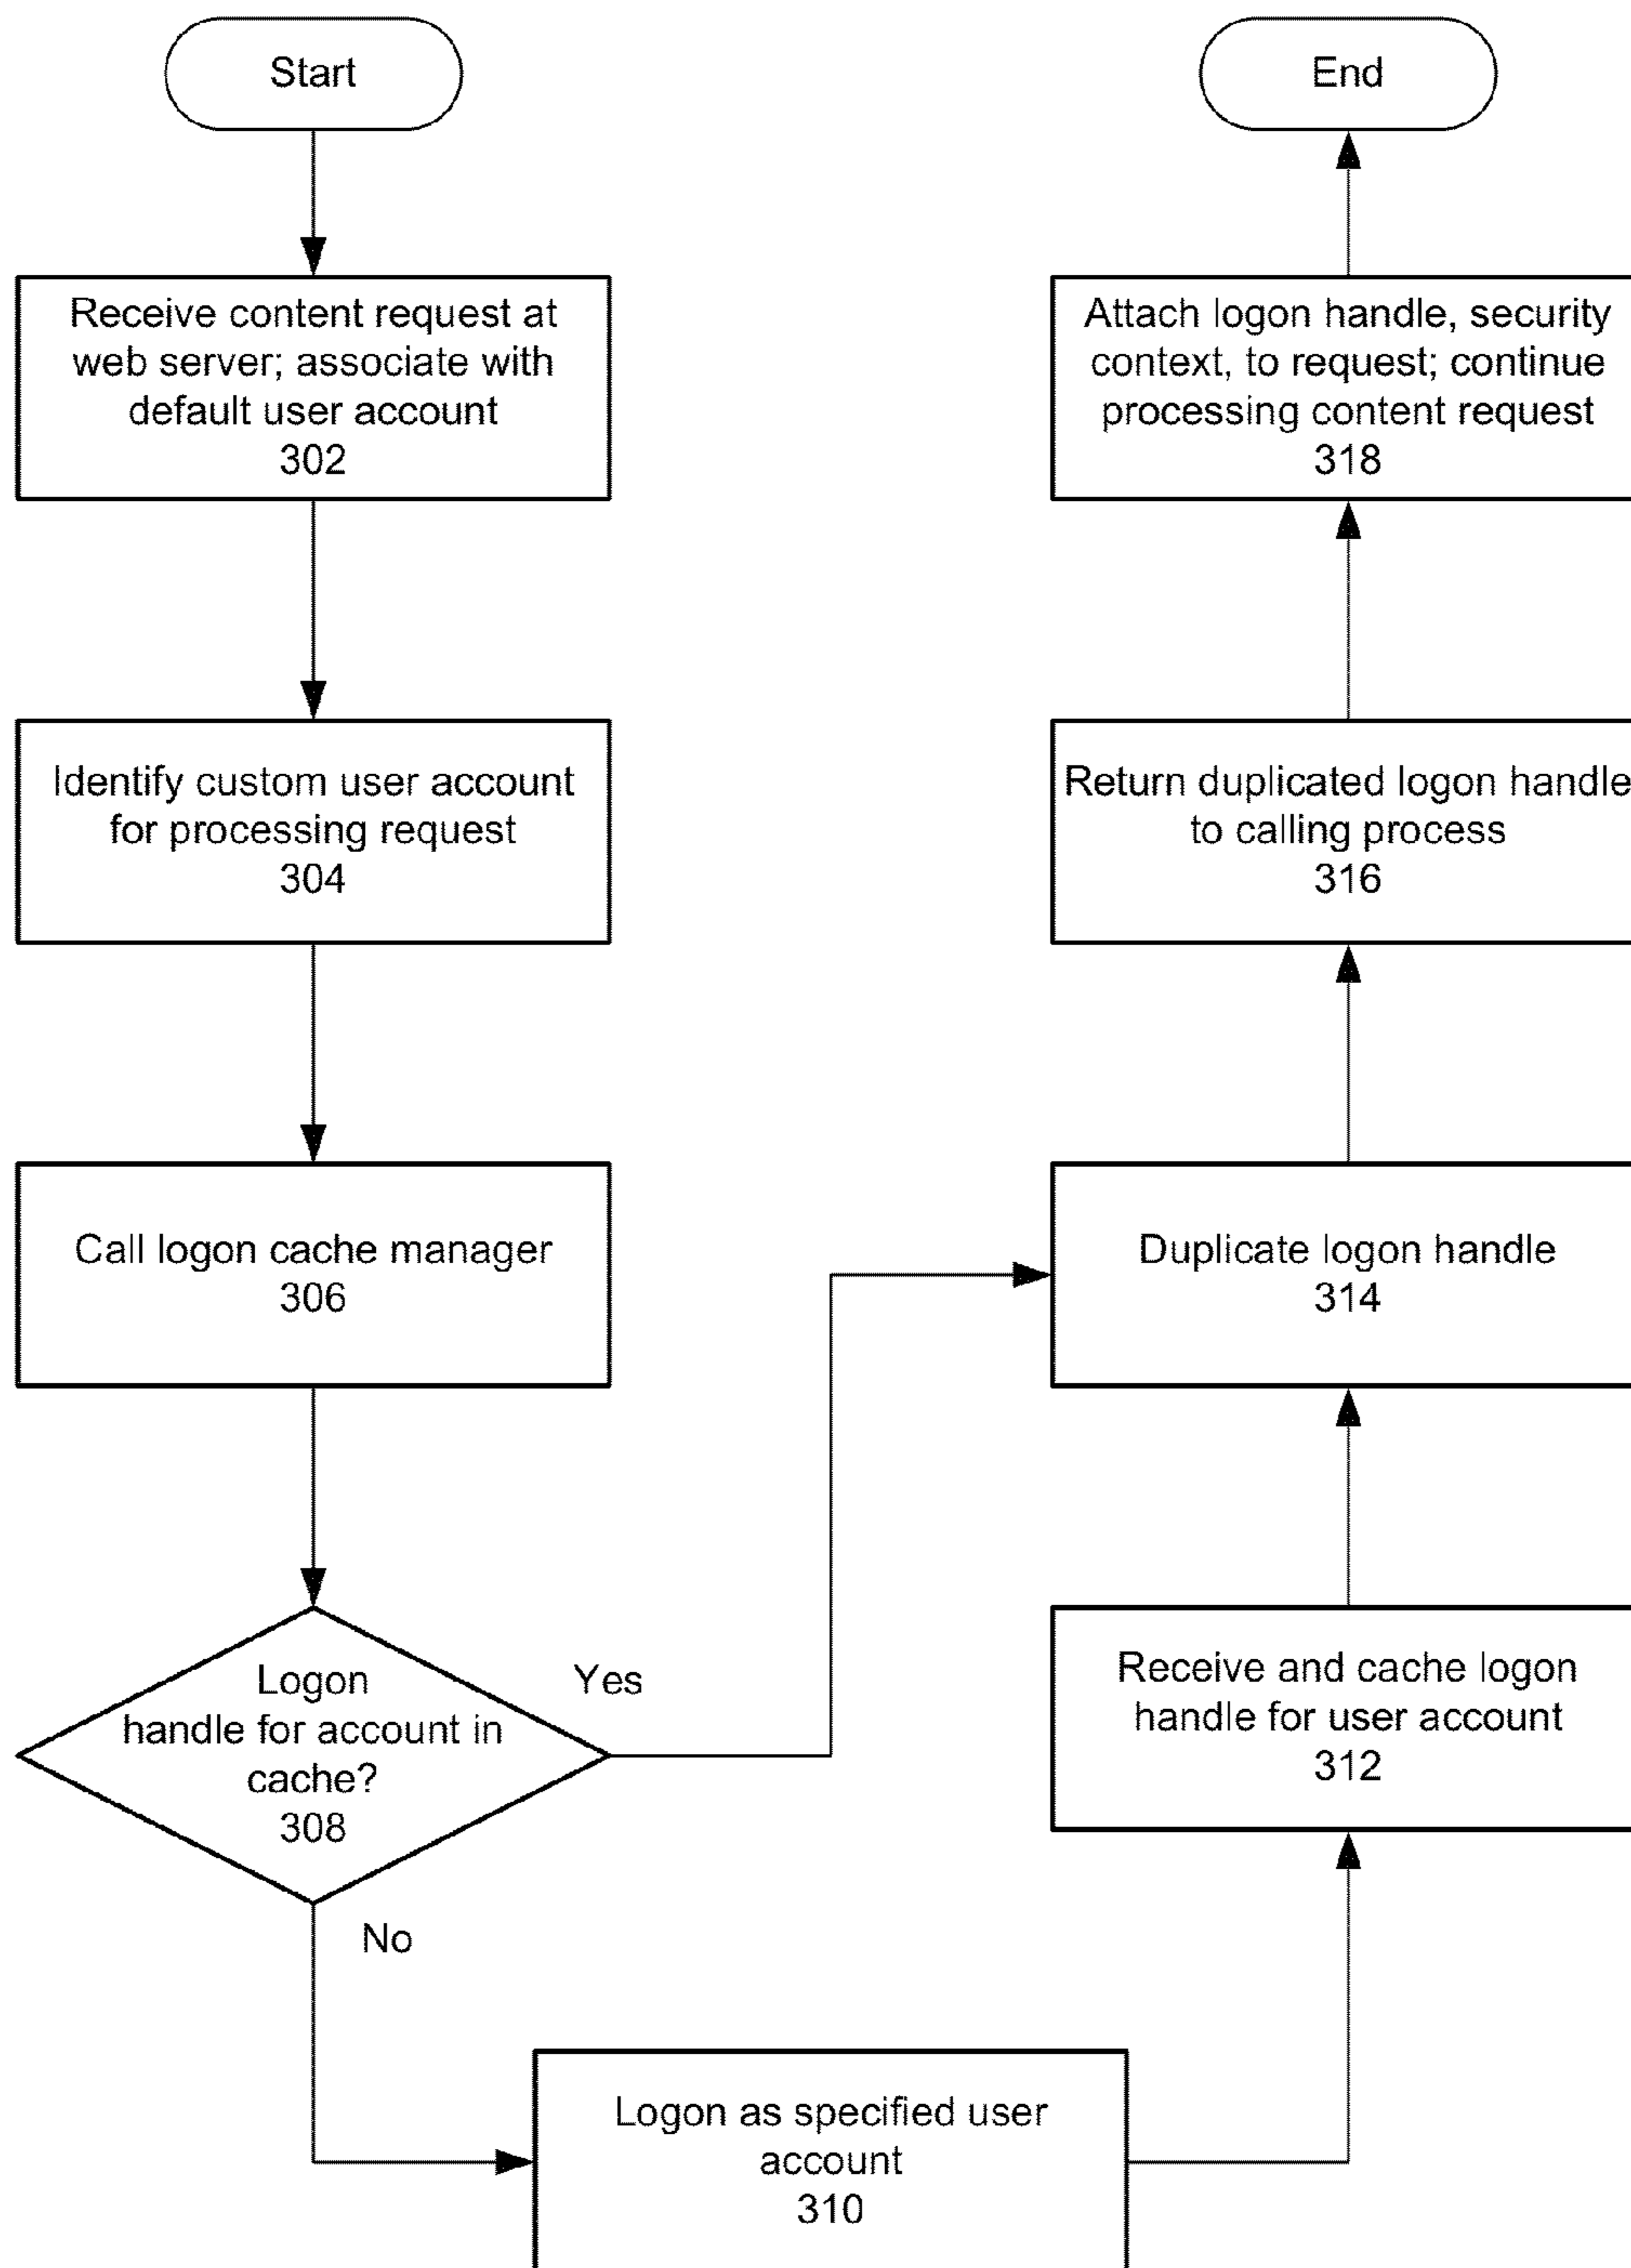 Start
Receive content request at
web server; associate with
default user account
302
Identify custom user account
for processing request
304
Call logon cache manager
306
Logon
handle for account in
cache?
308
Yes
No
Logon as specified user
account
310
Receive and cache logon
handle for user account
312
Duplicate logon handle
314
Return duplicated logon handle
to calling process
316
Attach logon handle, security
context, to request; continue
processing content request
318
End